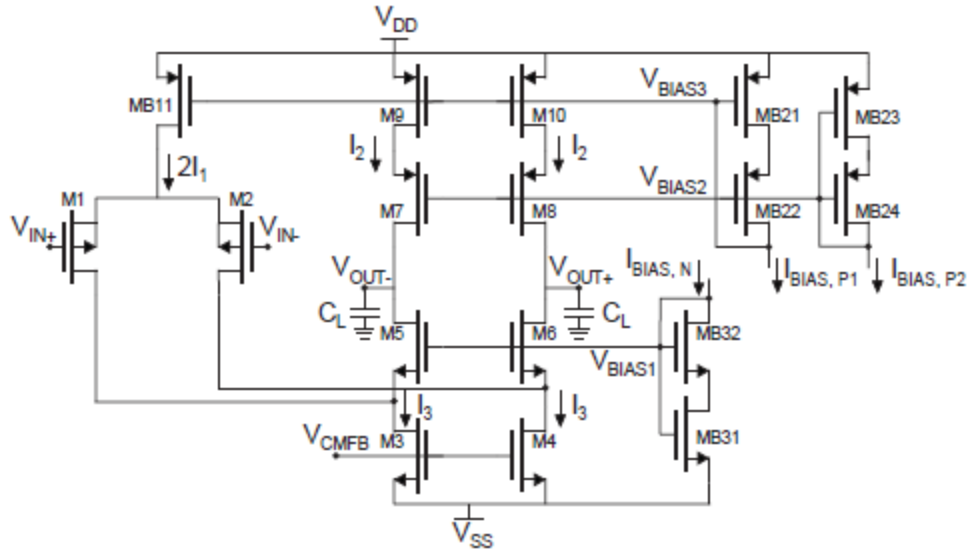 VDD
VBIAS3
MB11
M9
M10
MB21
MB23
I2
I2
2I1
VBIAS2
M1
M2
M7
M8
MB22
MB24
VIN+
VIN-
VOUT-
VOUT+
IBIAS, N
IBIAS, P1
IBIAS, P2
CL
CL
M5
M6
MB32
VBIAS1
I3
I3
VCMFB
M3
M4
MB31
VSS